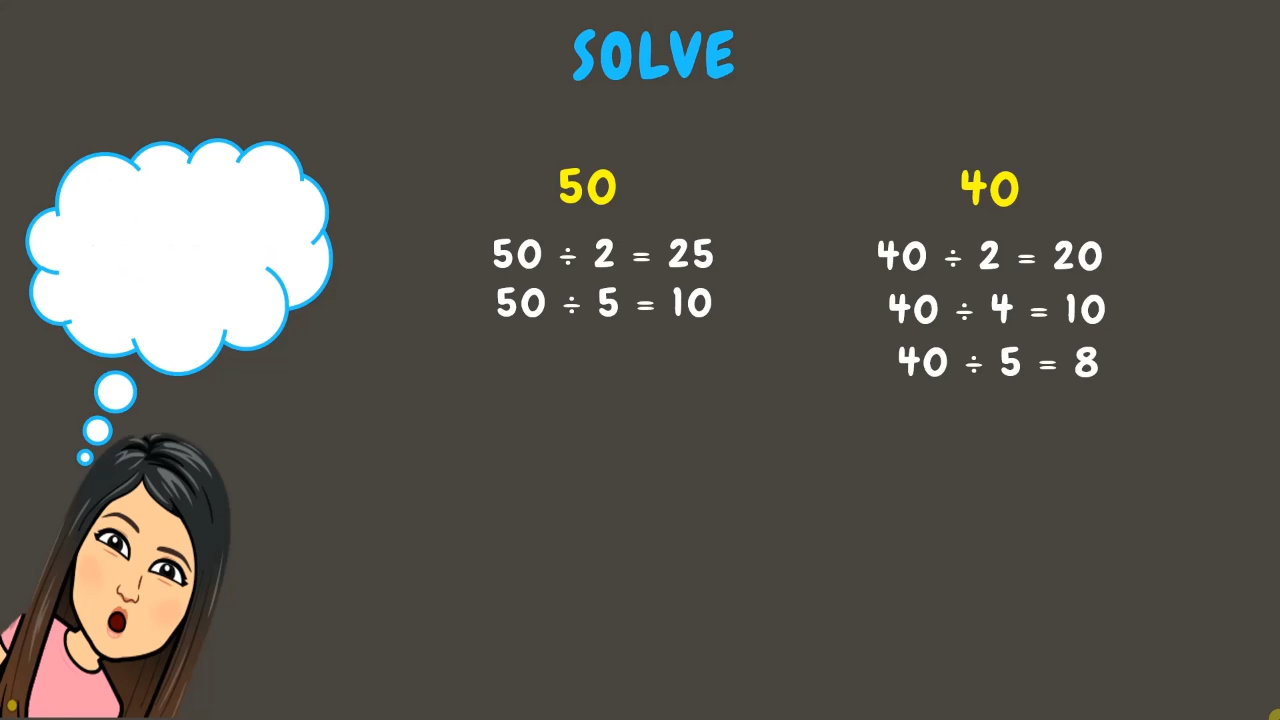 SOLVE
50
50 ÷ 2 = 25
50 ÷ 5 = 10
40
40 ÷ 2 = 20
40 ÷ 4 = 10
40 ÷ 5 = 8